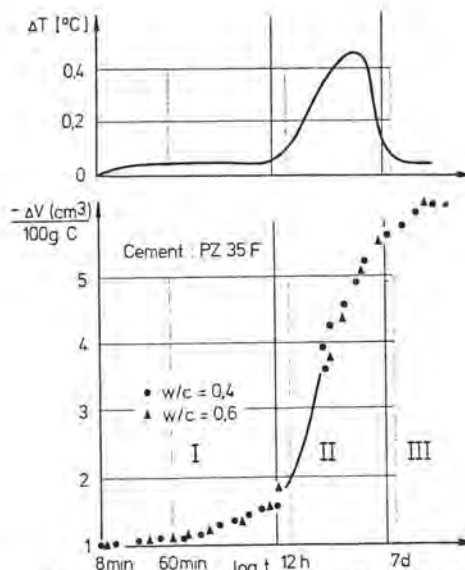 ΔT [°C]
0,4
0,2
0
- ΔV (cm3)
100g C
Cement : PZ 35 F
5
4
● w/c = 0,4
3
▲ w/c = 0,6
I
II
III
2
1
8min
60min
log t
12h
7d